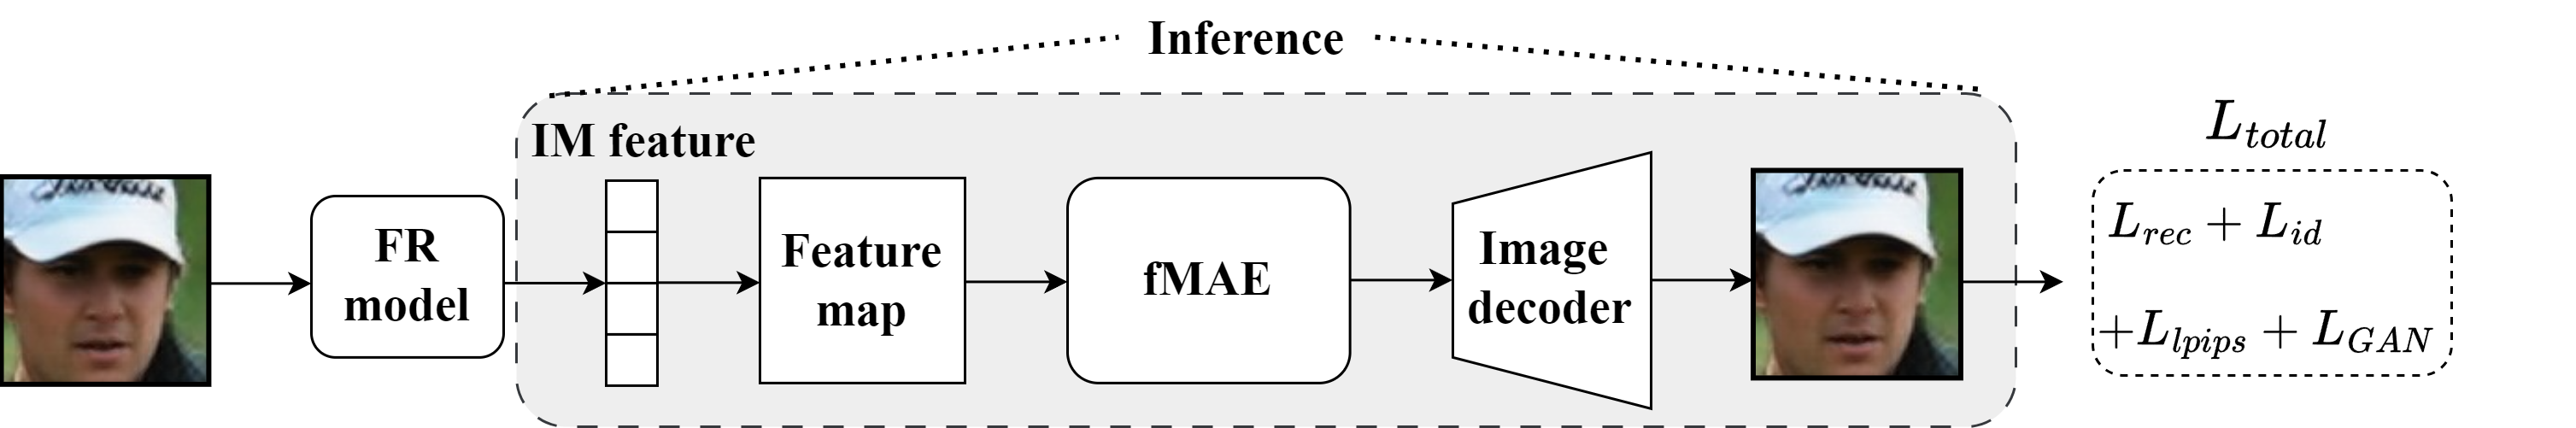 Inference
IM feature
FR
model
Feature
map
fMAE
Image
decoder
L_{total}
L_{rec} + L_{id}
+L_{lpips} + L_{GAN}